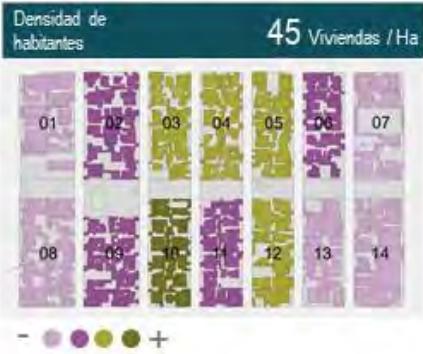 Densidad de
habitantes
45 Viviendas / Ha
01 02 03 04 05 06 07
08 09 10 11 12 13 14
- +